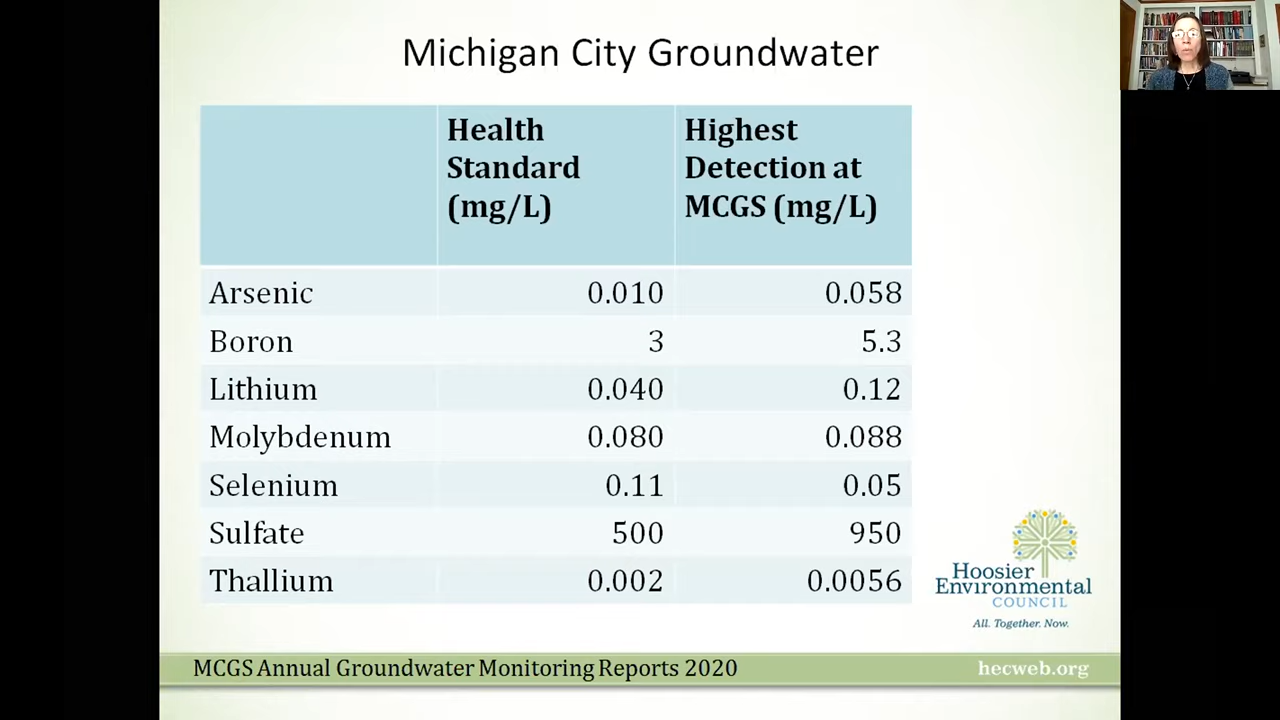 Michigan City Groundwater
Health Standard (mg/L)
Highest Detection at MCGS (mg/L)
Arsenic 0.010 0.058
Boron 3 5.3
Lithium 0.040 0.12
Molybdenum 0.080 0.088
Selenium 0.11 0.05
Sulfate 500 950
Thallium 0.002 0.0056
Hoosier
Environmental
COUNCIL
All. Together. Now.
MCGS Annual Groundwater Monitoring Reports 2020
hecweb.org